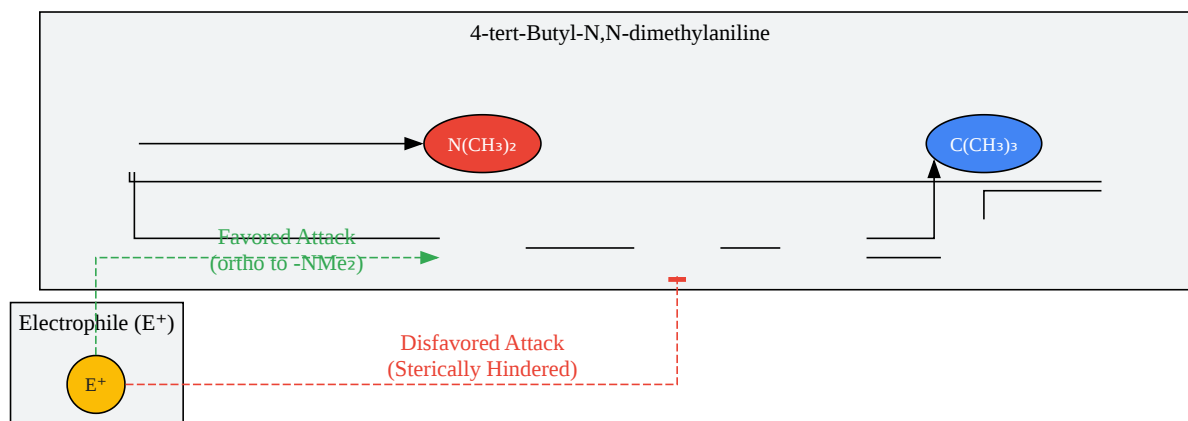 4-tert-Butyl-N,N-dimethylaniline
N(CH₃)₂
C(CH₃)₃
Favored Attack
(ortho to -NMe₂)
Electrophile (E⁺)
Disfavored Attack
(Sterically Hindered)
E⁺